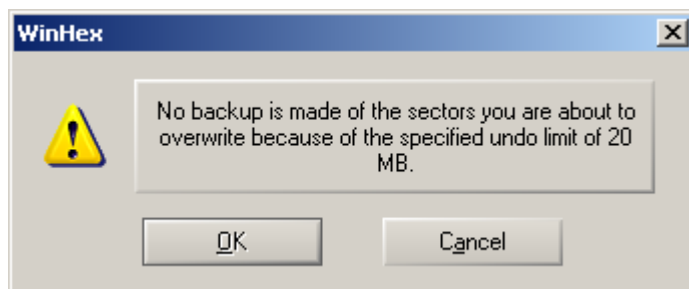 WinHex
No backup is made of the sectors you are about to
overwrite because of the specified undo limit of 20
MB.
OK
Cancel